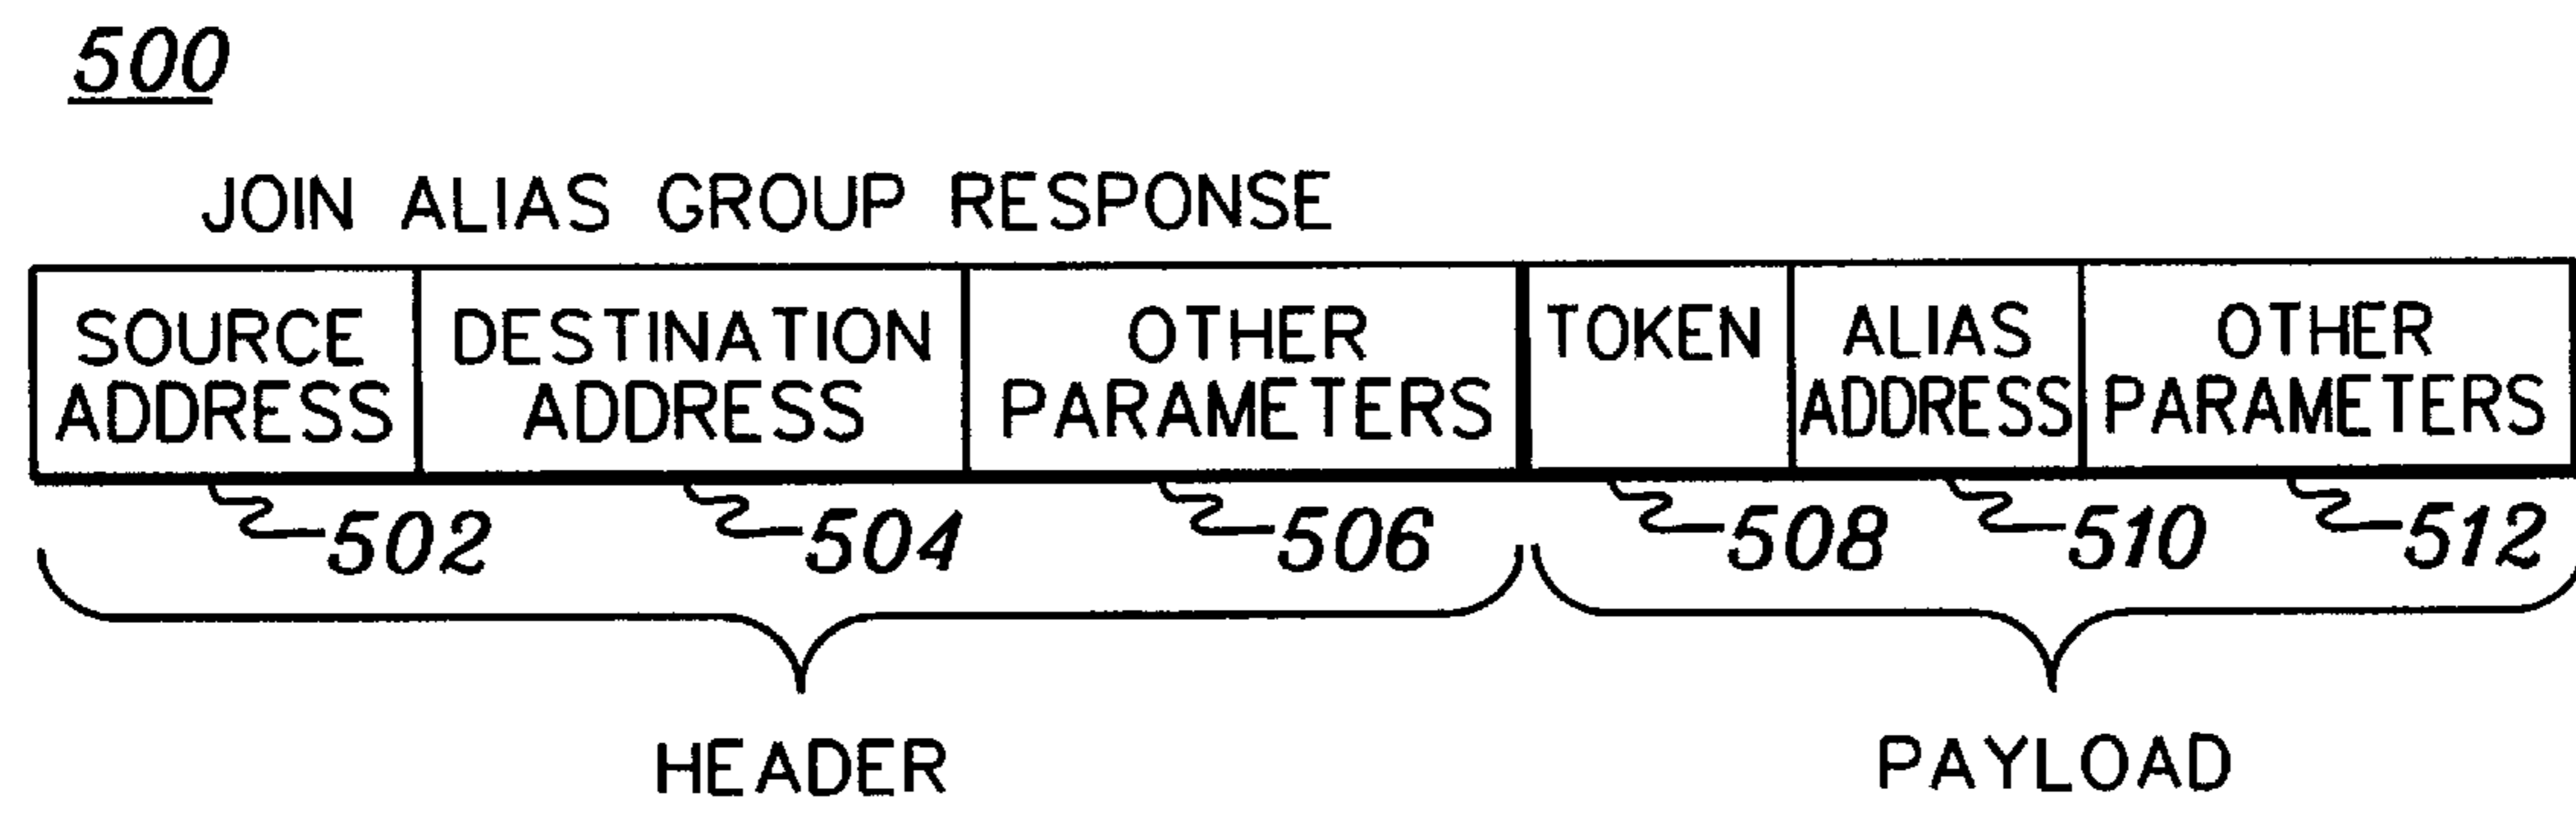 500
JOIN ALIAS GROUP RESPONSE
SOURCE ADDRESS
DESTINATION ADDRESS
OTHER PARAMETERS
TOKEN
ALIAS ADDRESS
OTHER PARAMETERS
502 504 506 508 510 512
HEADER PAYLOAD